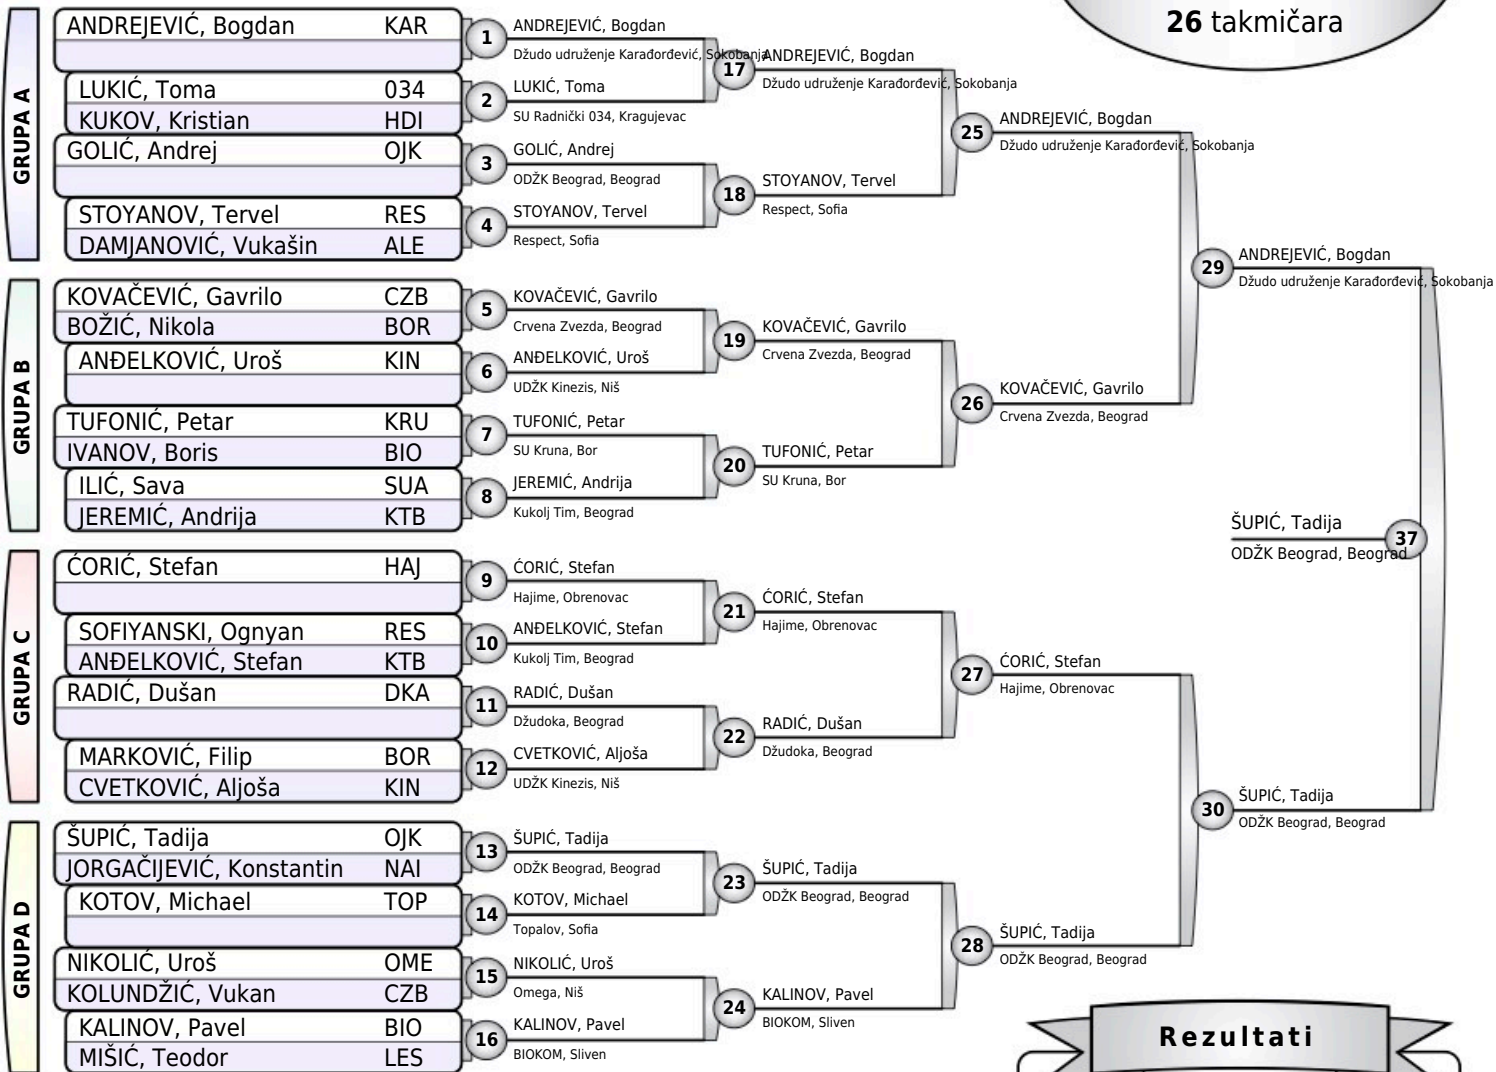 26 takmičara
GRUPA A
ANDREJEVIĆ, Bogdan KAR
LUKIĆ, Toma 034
KUKOV, Kristian HDI
GOLIĆ, Andrej OJK
STOYANOV, Tervel RES
DAMJANOVIĆ, Vukašin ALE
GRUPA B
KOVAČEVIĆ, Gavrilo CZB
BOŽIĆ, Nikola BOR
ANĐELKOVIĆ, Uroš KIN
TUFONIĆ, Petar KRU
IVANOV, Boris BIO
ILIĆ, Sava SUA
JEREMIĆ, Andrija KTB
GRUPA C
ĆORIĆ, Stefan HAJ
SOFIYANSKI, Ognyan RES
ANĐELKOVIĆ, Stefan KTB
RADIĆ, Dušan DKA
MARKOVIĆ, Filip BOR
CVETKOVIĆ, Aljoša KIN
GRUPA D
ŠUPIĆ, Tadija OJK
JORGAČIJEVIĆ, Konstantin NAI
KOTOV, Michael TOP
NIKOLIĆ, Uroš OME
KOLUNDŽIĆ, Vukan CZB
KALINOV, Pavel BIO
MIŠIĆ, Teodor LES
1 ANDREJEVIĆ, Bogdan
Džudo udruženje Karađorđević, Sokobanja
2 LUKIĆ, Toma
SU Radnički 034, Kragujevac
3 GOLIĆ, Andrej
ODŽK Beograd, Beograd
4 STOYANOV, Tervel
Respect, Sofia
5 KOVAČEVIĆ, Gavrilo
Crvena Zvezda, Beograd
6 ANĐELKOVIĆ, Uroš
UDŽK Kinezis, Niš
7 TUFONIĆ, Petar
SU Kruna, Bor
8 JEREMIĆ, Andrija
Kukolj Tim, Beograd
9 ĆORIĆ, Stefan
Hajime, Obrenovac
10 ANĐELKOVIĆ, Stefan
Kukolj Tim, Beograd
11 RADIĆ, Dušan
Džudoka, Beograd
12 CVETKOVIĆ, Aljoša
UDŽK Kinezis, Niš
13 ŠUPIĆ, Tadija
ODŽK Beograd, Beograd
14 KOTOV, Michael
Topalov, Sofia
15 NIKOLIĆ, Uroš
Omega, Niš
16 KALINOV, Pavel
BIOKOM, Sliven
17 ANDREJEVIĆ, Bogdan
Džudo udruženje Karađorđević, Sokobanja
18 STOYANOV, Tervel
Respect, Sofia
19 KOVAČEVIĆ, Gavrilo
Crvena Zvezda, Beograd
20 TUFONIĆ, Petar
SU Kruna, Bor
21 ĆORIĆ, Stefan
Hajime, Obrenovac
22 RADIĆ, Dušan
Džudoka, Beograd
23 ŠUPIĆ, Tadija
ODŽK Beograd, Beograd
24 KALINOV, Pavel
BIOKOM, Sliven
25 ANDREJEVIĆ, Bogdan
Džudo udruženje Karađorđević, Sokobanja
26 KOVAČEVIĆ, Gavrilo
Crvena Zvezda, Beograd
27 ĆORIĆ, Stefan
Hajime, Obrenovac
28 ŠUPIĆ, Tadija
ODŽK Beograd, Beograd
29 ANDREJEVIĆ, Bogdan
Džudo udruženje Karađorđević, Sokobanja
30 ŠUPIĆ, Tadija
ODŽK Beograd, Beograd
ŠUPIĆ, Tadija 37
ODŽK Beograd, Beograd
Rezultati